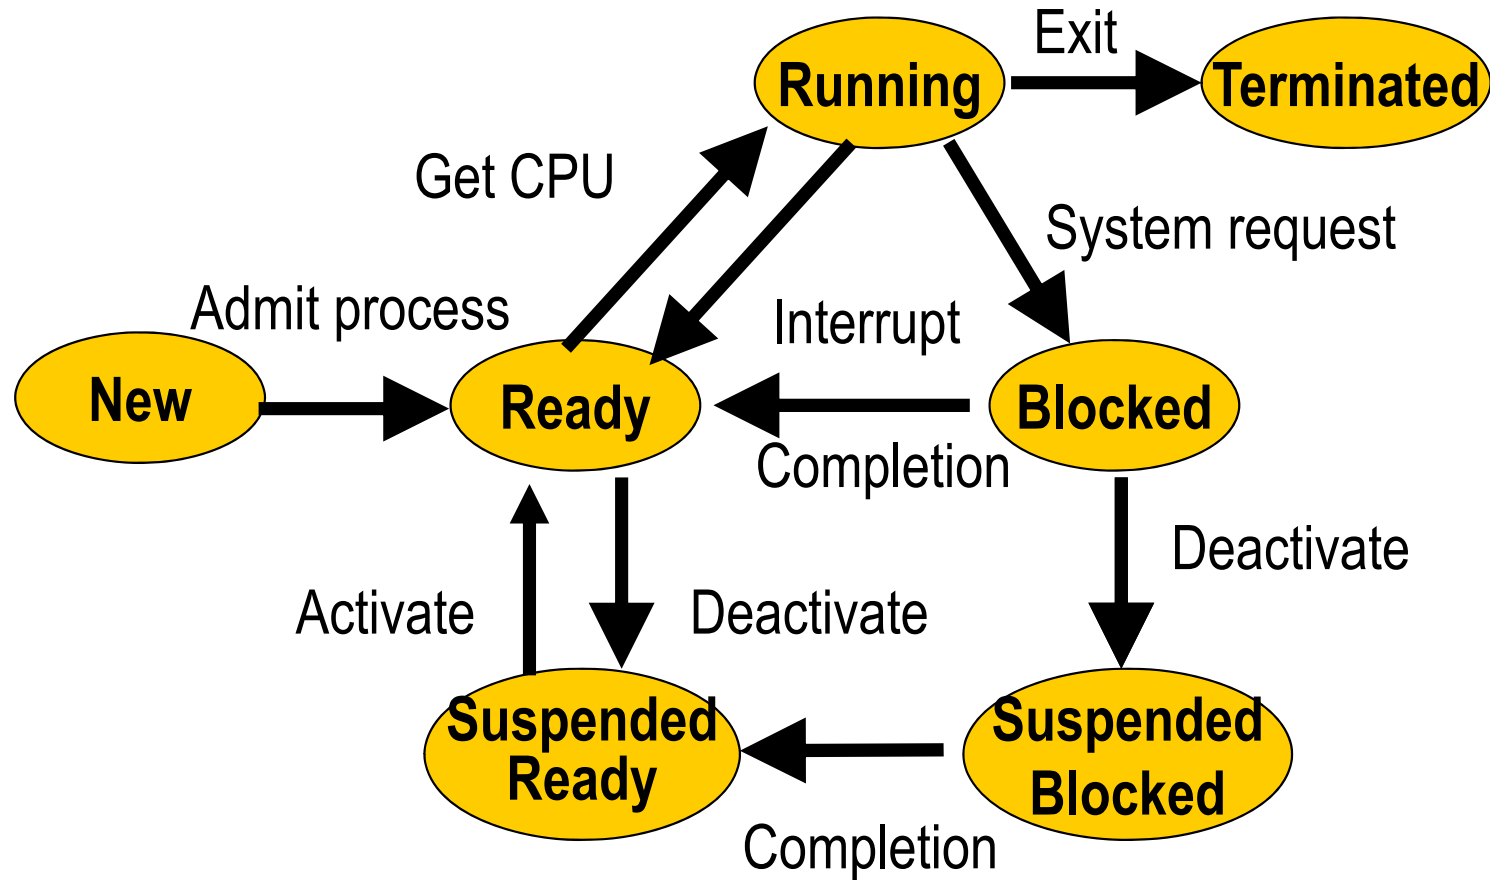 Exit
Running
Terminated
Get CPU
System request
Admit process
Interrupt
New
Ready
Blocked
Completion
Deactivate
Activate
Deactivate
Suspended
Ready
Suspended
Blocked
Completion